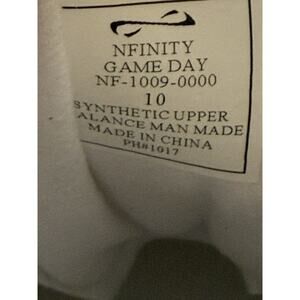 NFINITY
GAME DAY
NF-1009-0000
10
SYNTHETIC UPPER
ALANCE MAN MADE
MADE IN CHINA
PH#1017